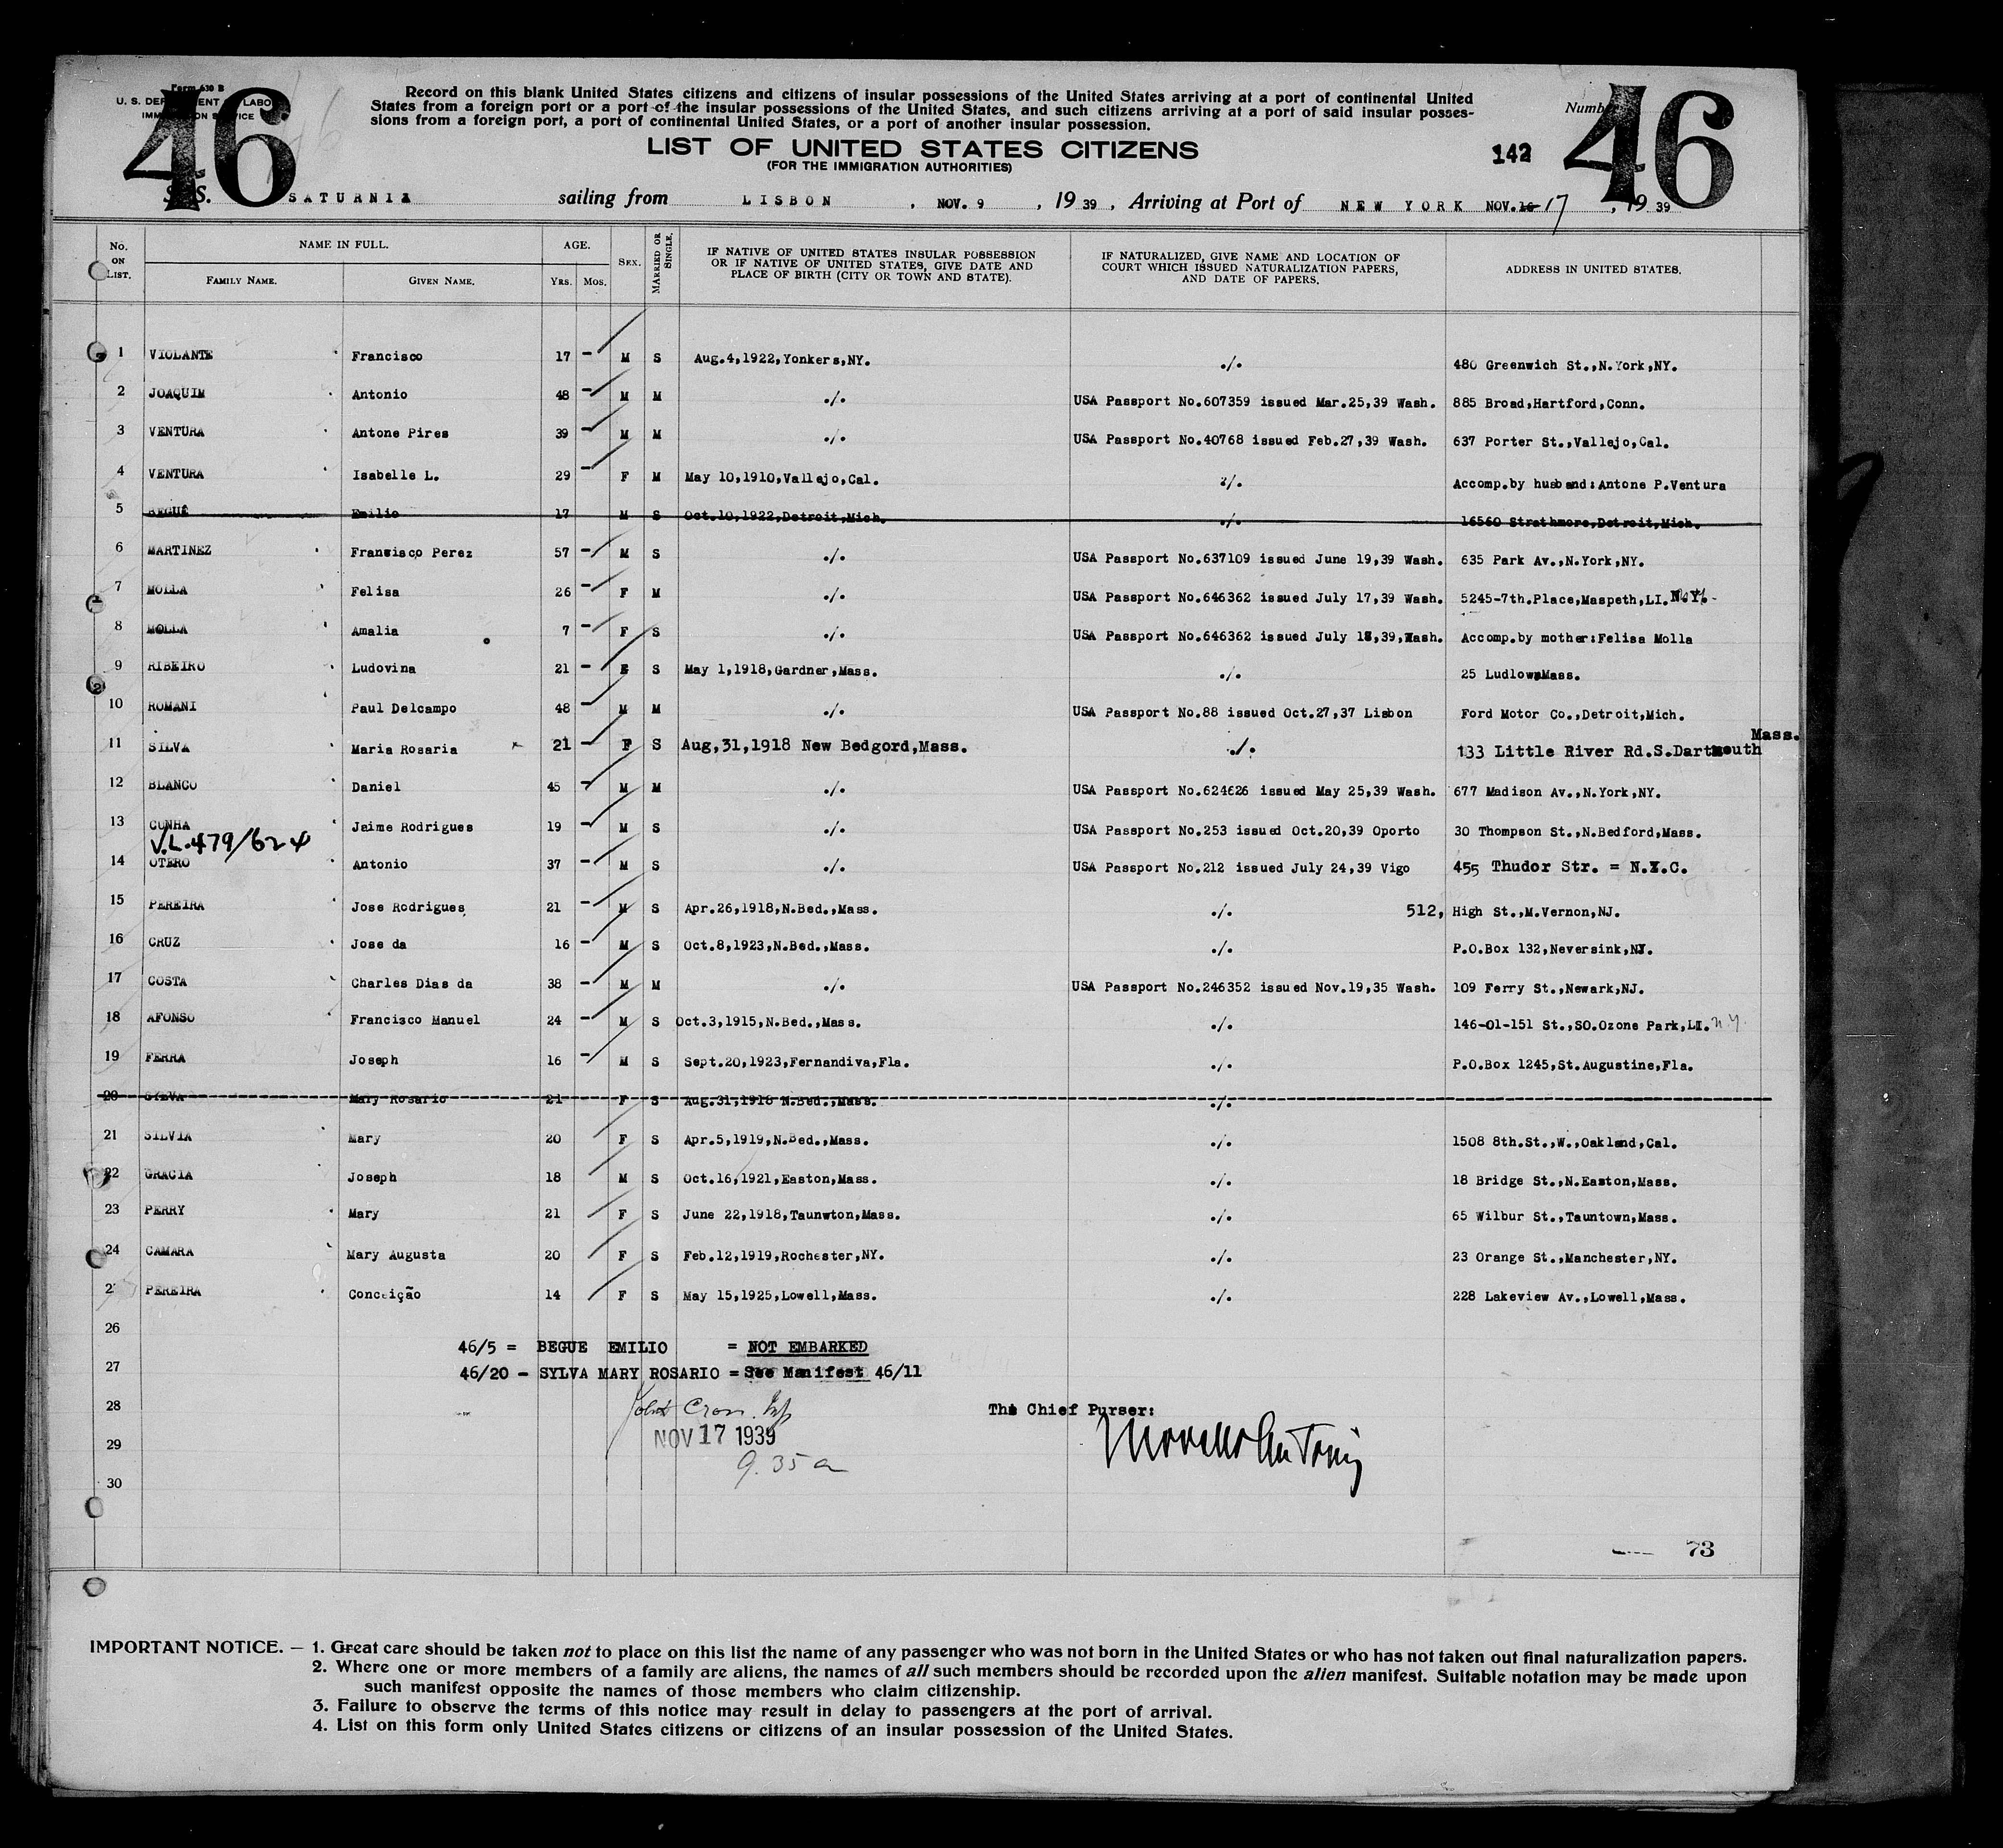 Form 630 B
U. S. DEPARTMENT LABOR
IMMIGRATION SERVICE
46
Record on this blank United States citizens and citizens of insular possessions of the United States arriving at a port of continental United
States from a foreign port or a port of the insular possessions of the United States, and such citizens arriving at a port of said insular posses-
sions from a foreign port, a port of continental United States, or a port of another insular possession.
LIST OF UNITED STATES CITIZENS
(FOR THE IMMIGRATION AUTHORITIES)
142
Number 46
S.S. SATURNIA sailing from LISBON , NOV. 9 , 19 39 , Arriving at Port of NEW YORK NOV. 16 17 , 19 39
No. ON LIST. NAME IN FULL. FAMILY NAME. GIVEN NAME. AGE. YRS. MOS. SEX. MARRIED OR SINGLE. IF NATIVE OF UNITED STATES INSULAR POSSESSION OR IF NATIVE OF UNITED STATES, GIVE DATE AND PLACE OF BIRTH (CITY OR TOWN AND STATE). IF NATURALIZED, GIVE NAME AND LOCATION OF COURT WHICH ISSUED NATURALIZATION PAPERS, AND DATE OF PAPERS. ADDRESS IN UNITED STATES.
1 VIOLANTE Francisco 17 - M S Aug.4,1922,Yonkers,NY. ./. 480 Greenwich St.,N.York,NY.
2 JOAQUIM Antonio 48 - M M ./. USA Passport No.607359 issued Mar.25,39 Wash. 885 Broad,Hartford,Conn.
3 VENTURA Antone Pires 39 - M M ./. USA Passport No.40768 issued Feb.27,39 Wash. 637 Porter St.,Vallejo,Cal.
4 VENTURA Isabelle L. 29 - F M May 10,1910,Vallejo,Cal. ./. Accomp.by husband:Antone P.Ventura
5 BEGUE Emilio 17 M S Oct.10,1922,Detroit,Mich. ./. 16560 Strathmore,Detroit,Mich.
6 MARTINEZ Fransisco Perez 57 - M S ./. USA Passport No.637109 issued June 19,39 Wash. 635 Park Av.,N.York,NY.
7 MOLLA Felisa 26 - F M ./. USA Passport No.646362 issued July 17,39 Wash. 5245-7th.Place,Maspeth,LI.N.Y.
8 MOLLA Amalia 7 - F S ./. USA Passport No.646362 issued July 18,39,Wash. Accomp.by mother:Felisa Molla
9 RIBEIRO Ludovina 21 - F S May 1,1918,Gardner,Mass. ./. 25 Ludlow,Mass.
10 ROMANI Paul Delcampo 48 - M M ./. USA Passport No.88 issued Oct.27,37 Lisbon Ford Motor Co.,Detroit,Mich.
11 SILVA Maria Rosaria 21 - F S Aug,31,1918 New Bedgord,Mass. ./. 133 Little River Rd.S.Dartmouth Mass.
12 BLANCO Daniel 45 - M M ./. USA Passport No.624626 issued May 25,39 Wash. 677 Madison Av.,N.York,NY.
13 CUNHA Jaime Rodrigues 19 - M S ./. USA Passport No.253 issued Oct.20,39 Oporto 30 Thompson St.,N.Bedford,Mass.
V.L.479/624
14 OTERO Antonio 37 - M S ./. USA Passport No.212 issued July 24,39 Vigo 455 Thudor Str. = N.Y.C.
15 PEREIRA Jose Rodrigues 21 - M S Apr.26,1918,N.Bed.,Mass. ./. 512, High St.,M.Vernon,NJ.
16 CRUZ Jose da 16 - M S Oct.8,1923,N.Bed.,Mass. ./. P.O.Box 132,Neversink,NY.
17 COSTA Charles Dias da 38 - M M ./. USA Passport No.246352 issued Nov.19,35 Wash. 109 Ferry St.,Newark,NJ.
18 AFONSO Francisco Manuel 24 - M S Oct.3,1915,N.Bed.,Mass. ./. 146-01-151 St.,SO.Ozone Park,LI. n.y.
19 FERRA Joseph 16 - M S Sept.20,1923,Fernandiva,Fla. ./. P.O.Box 1245,St.Augustine,Fla.
20 SILVA Mary Rosario 21 F S Aug.31,1918 N.Bed.,Mass. ./.
21 SILVIA Mary 20 F S Apr.5,1919,N.Bed.,Mass. ./. 1508 8th.St.,W.,Oakland,Cal.
22 GRACIA Joseph 18 M S Oct.16,1921,Easton,Mass. ./. 18 Bridge St.,N.Easton,Mass.
23 PERRY Mary 21 F S June 22,1918,Taunwton,Mass. ./. 65 Wilbur St.,Tauntown,Mass.
24 CAMARA Mary Augusta 20 F S Feb.12,1919,Rochester,NY. ./. 23 Orange St.,Manchester,NY.
2 PEREIRA Conceição 14 F S May 15,1925,Lowell,Mass. ./. 228 Lakeview Av.,Lowell,Mass.
26
46/5 = BEGUE EMILIO = NOT EMBARKED
27
46/20 - SYLVA MARY ROSARIO = See Manifest 46/11
28 The Chief Purser:
NOV 17 1939
29
9.35 a
30
73
IMPORTANT NOTICE. — 1. Great care should be taken not to place on this list the name of any passenger who was not born in the United States or who has not taken out final naturalization papers.
2. Where one or more members of a family are aliens, the names of all such members should be recorded upon the alien manifest. Suitable notation may be made upon
such manifest opposite the names of those members who claim citizenship.
3. Failure to observe the terms of this notice may result in delay to passengers at the port of arrival.
4. List on this form only United States citizens or citizens of an insular possession of the United States.